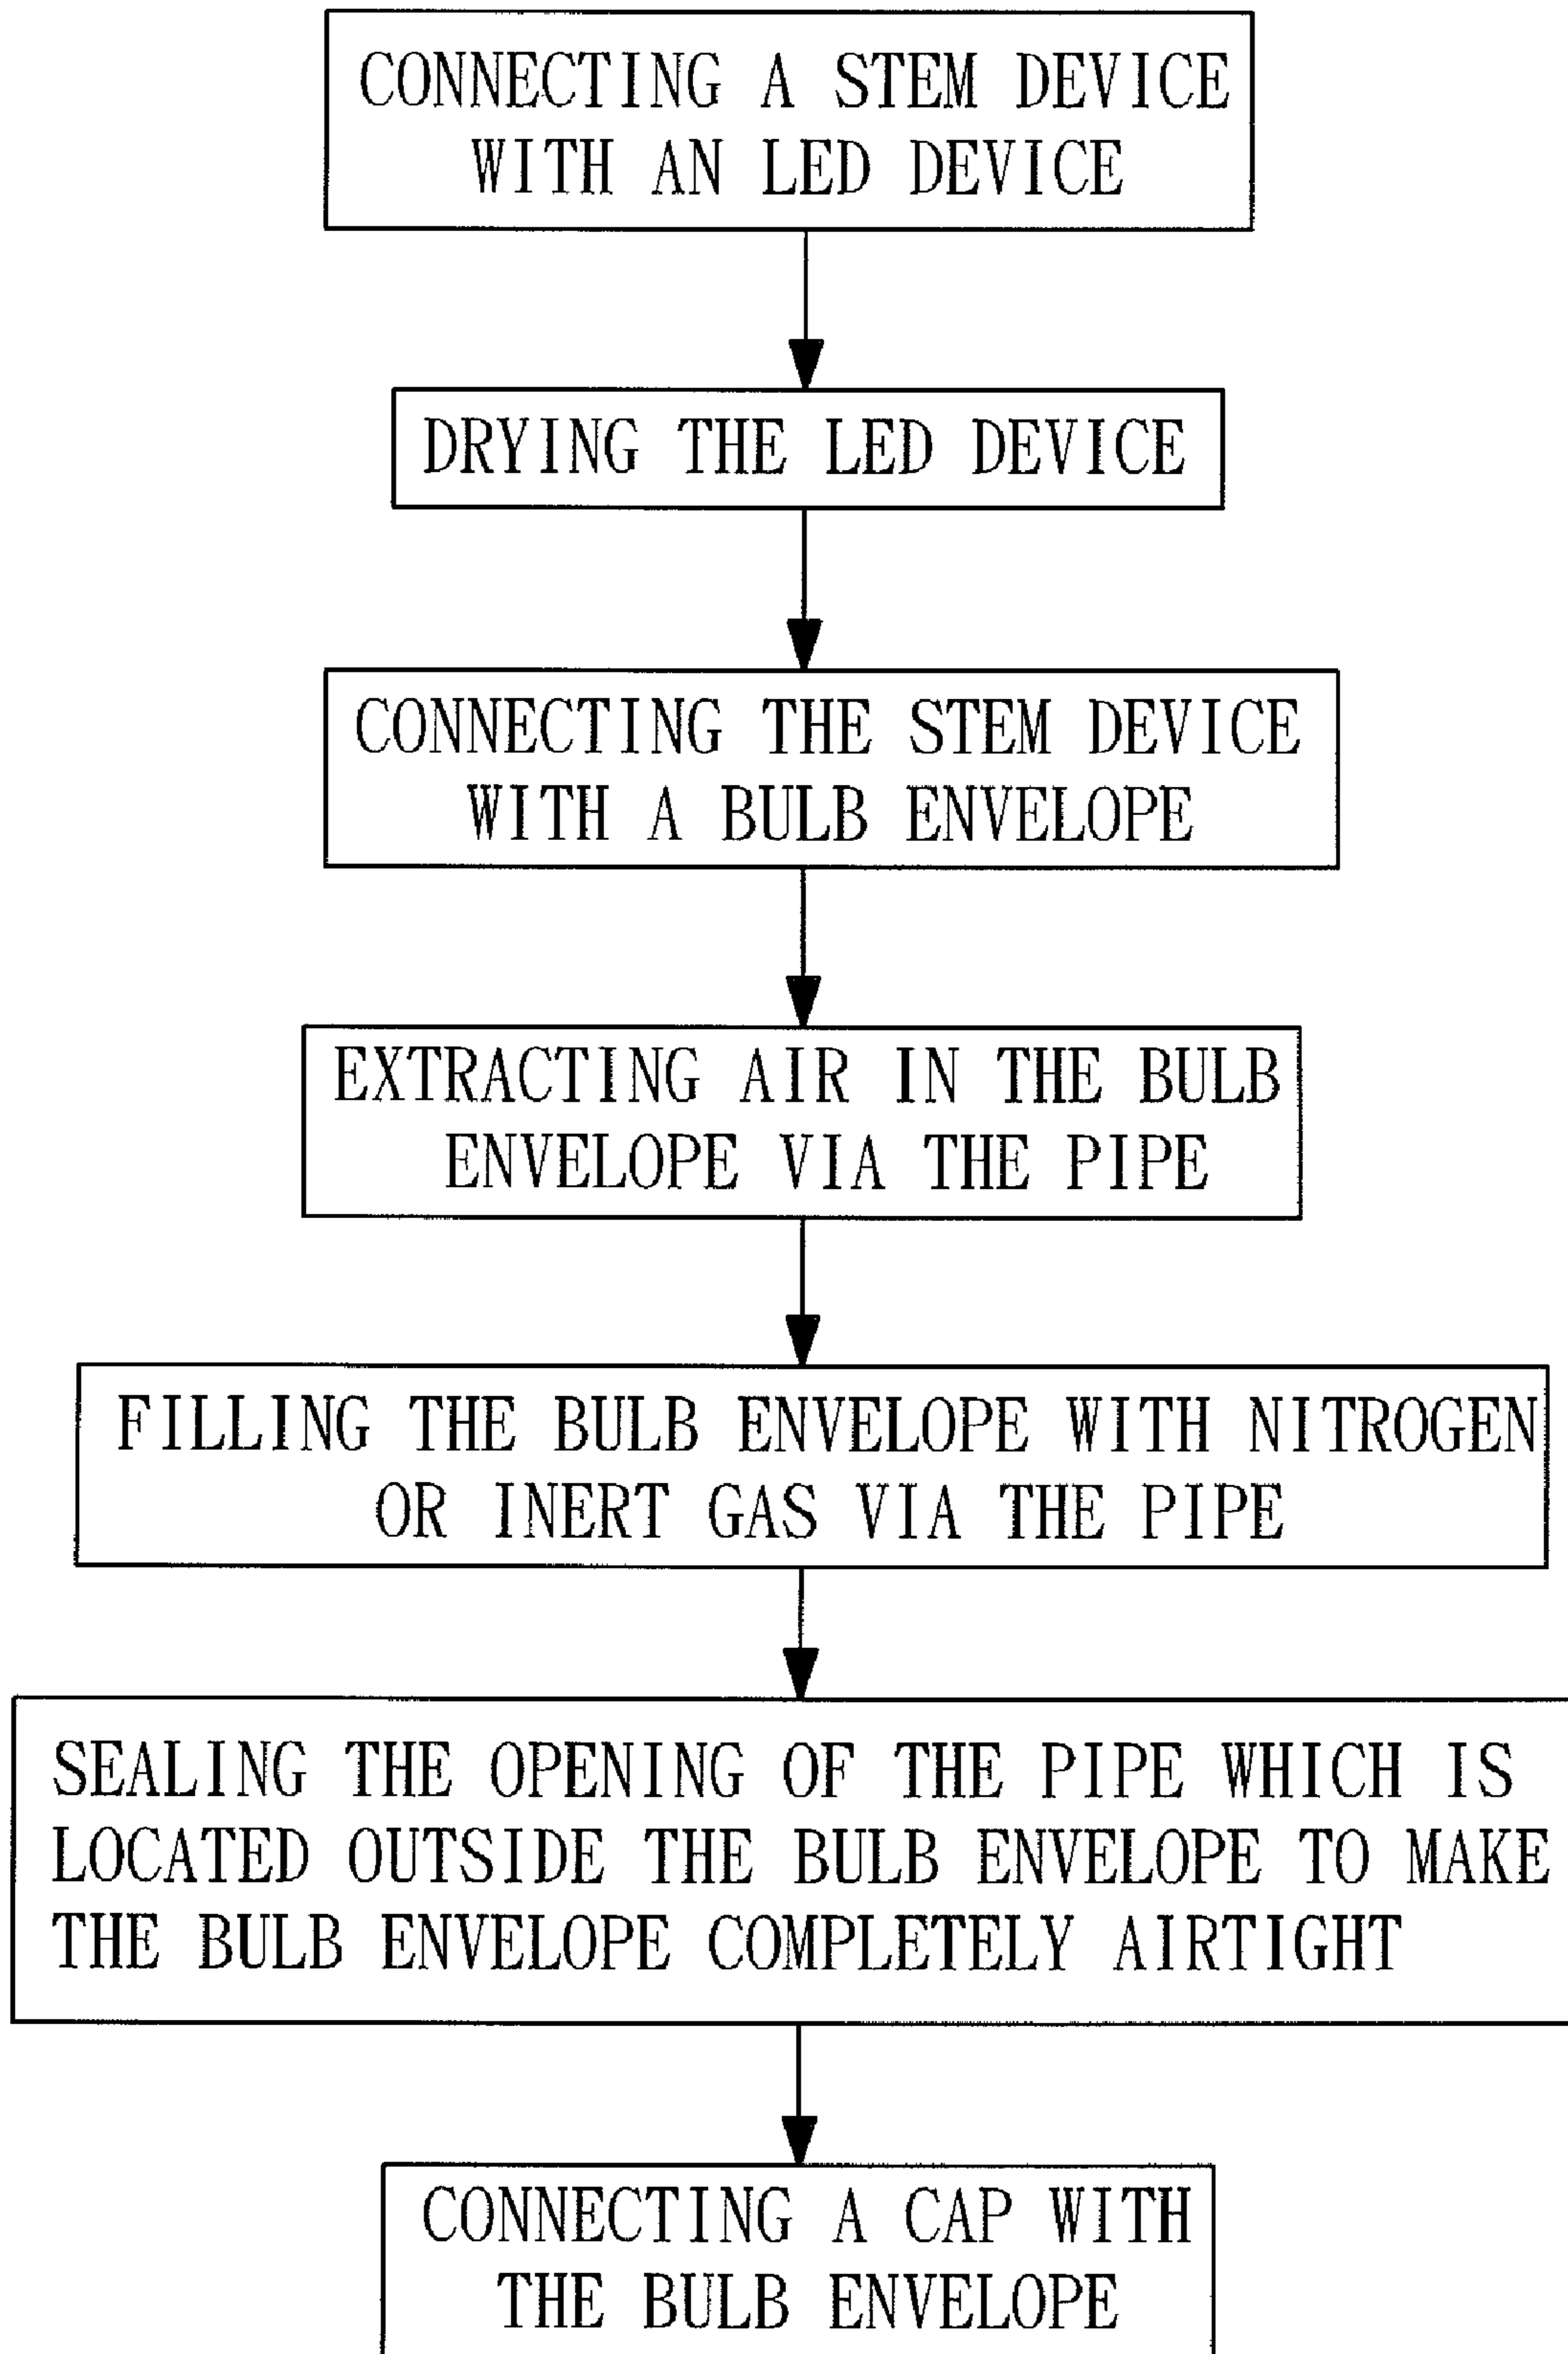 CONNECTING A STEM DEVICE
WITH AN LED DEVICE
DRYING THE LED DEVICE
CONNECTING THE STEM DEVICE
WITH A BULB ENVELOPE
EXTRACTING AIR IN THE BULB
ENVELOPE VIA THE PIPE
FILLING THE BULB ENVELOPE WITH NITROGEN
OR INERT GAS VIA THE PIPE
SEALING THE OPENING OF THE PIPE WHICH IS
LOCATED OUTSIDE THE BULB ENVELOPE TO MAKE
THE BULB ENVELOPE COMPLETELY AIRTIGHT
CONNECTING A CAP WITH
THE BULB ENVELOPE